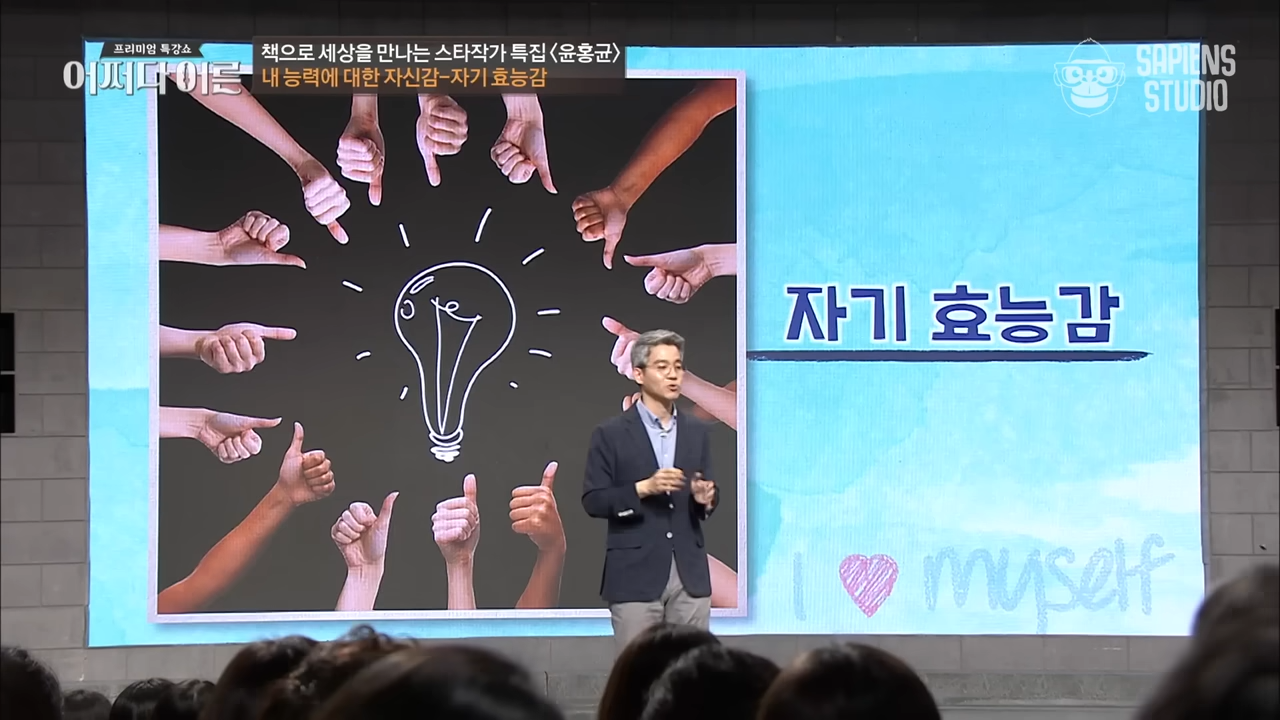 프리미엄 특강쇼
어쩌다 어른
책으로 세상을 만나는 스타작가 특집 〈윤홍균〉
내 능력에 대한 자신감-자기 효능감
SAPIENS
STUDIO
자기 효능감
I ♥ myself